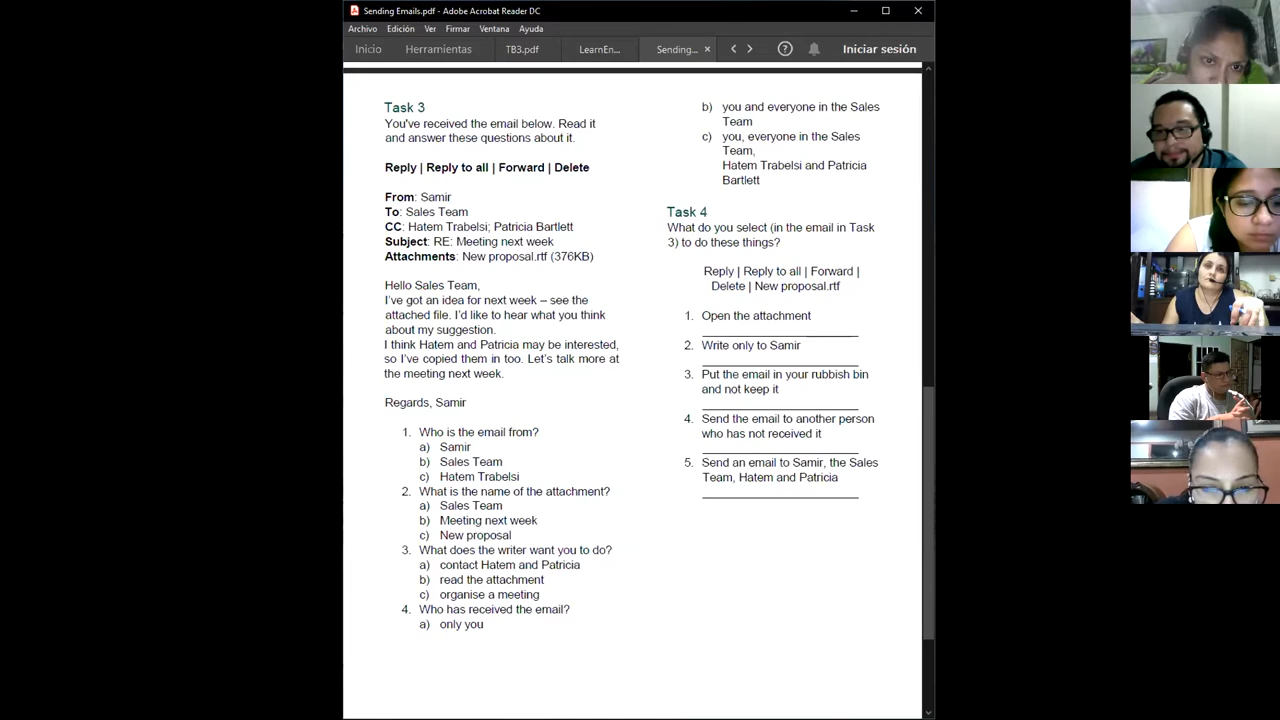 Sending Emails.pdf - Adobe Acrobat Reader DC
Archivo Edición Ver Firmar Ventana Ayuda
Inicio Herramientas TB3.pdf LearnEn... Sending... × ? Iniciar sesión
Task 3
You've received the email below. Read it
and answer these questions about it.
Reply | Reply to all | Forward | Delete
From: Samir
To: Sales Team
CC: Hatem Trabelsi; Patricia Bartlett
Subject: RE: Meeting next week
Attachments: New proposal.rtf (376KB)
Hello Sales Team,
I've got an idea for next week – see the
attached file. I'd like to hear what you think
about my suggestion.
I think Hatem and Patricia may be interested,
so I've copied them in too. Let's talk more at
the meeting next week.
Regards, Samir
1. Who is the email from?
a) Samir
b) Sales Team
c) Hatem Trabelsi
2. What is the name of the attachment?
a) Sales Team
b) Meeting next week
c) New proposal
3. What does the writer want you to do?
a) contact Hatem and Patricia
b) read the attachment
c) organise a meeting
4. Who has received the email?
a) only you
b) you and everyone in the Sales
Team
c) you, everyone in the Sales
Team,
Hatem Trabelsi and Patricia
Bartlett
Task 4
What do you select (in the email in Task
3) to do these things?
Reply | Reply to all | Forward |
Delete | New proposal.rtf
1. Open the attachment
2. Write only to Samir
3. Put the email in your rubbish bin
and not keep it
4. Send the email to another person
who has not received it
5. Send an email to Samir, the Sales
Team, Hatem and Patricia